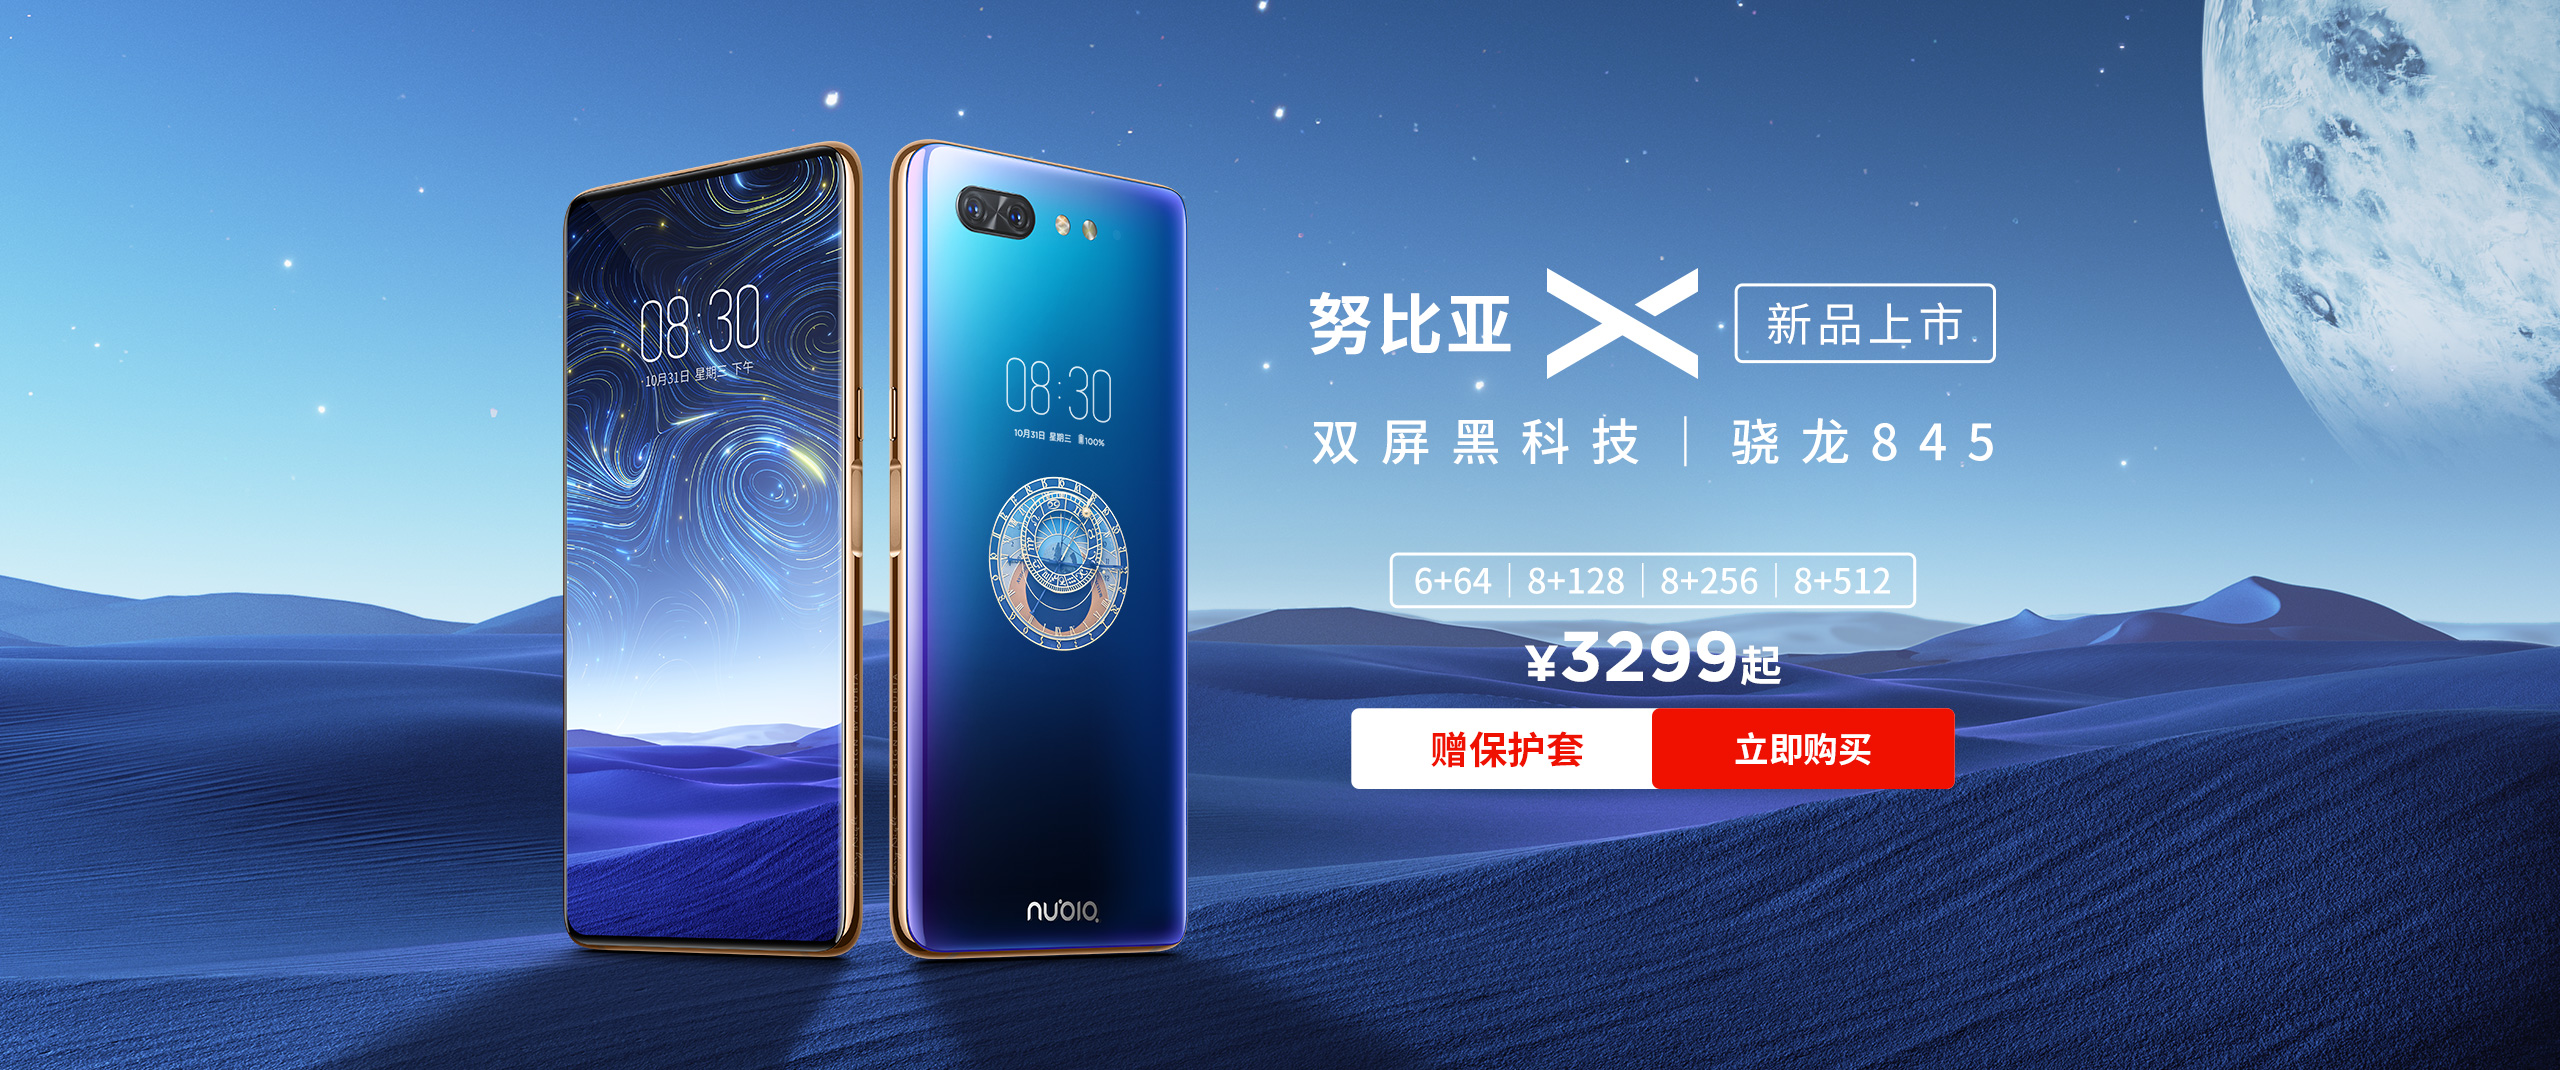 08:30
10月31日 星期三 下午
08:30
10月31日 星期三 100%
nubia
努比亚 X 新品上市
双屏黑科技｜骁龙845
6+64｜8+128｜8+256｜8+512
¥3299起
赠保护套 立即购买